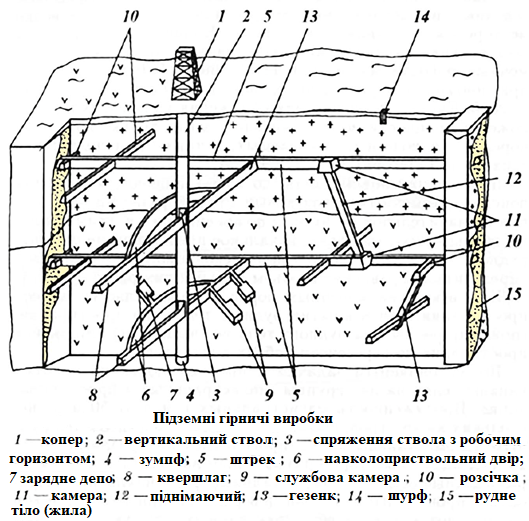 10 1 2 5 13 14
12
11
10
15
8 6 7 4 3 9 5 13
Підземні гірничі виробки
1 — копер; 2 — вертикальний ствол; 3 — спряження ствола з робочим
горизонтом; 4 — зумпф; 5 — штрек ; 6 — навколопристволь­ний двір;
7 зарядне депо; 8 — квершлаг; 9 — службова камера .; 10 — розсічка ;
11 — камера; 12 — піднімаючий; 13 — гезенк; 14 — шурф; 15 — рудне
тіло (жила)